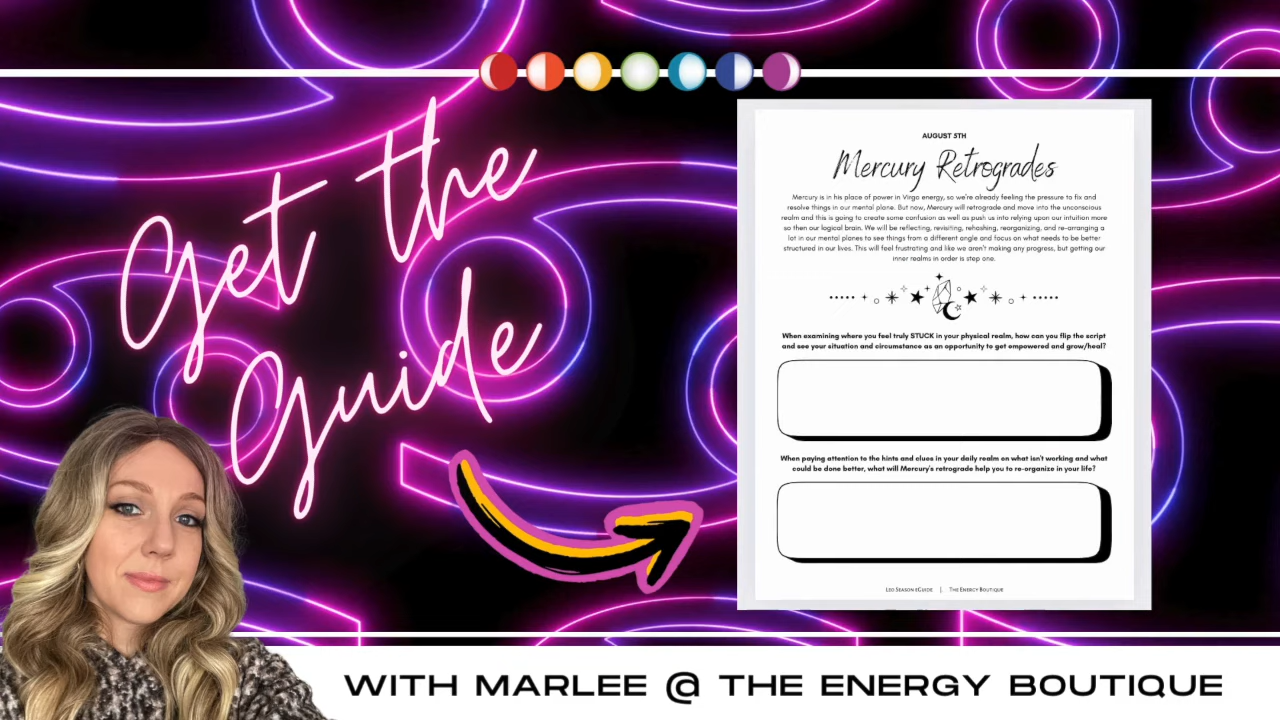 Get the
Guide
AUGUST 5TH
Mercury Retrogrades
Mercury is in his place of power in Virgo energy, so we're already feeling the pressure to fix and
resolve things in our mental plane. But now, Mercury will retrograde and move into the unconscious
realm and this is going to create some confusion as well as push us into relying upon our intuition more
so then our logical brain. We will be reflecting, revisiting, rehashing, reorganizing, and re-arranging a
lot in our mental planes to see things from a different angle and focus on what needs to be better
structured in our lives. This will feel frustrating and like we aren't making any progress, but getting our
inner realms in order is step one.
When examining where you feel truly STUCK in your physical realm, how can you flip the script
and see your situation and circumstance as an opportunity to get empowered and grow/heal?
When paying attention to the hints and clues in your daily realm on what isn't working and what
could be done better, what will Mercury's retrograde help you to re-organize in your life?
Leo Season eGuide | The Energy Boutique
WITH MARLEE @ THE ENERGY BOUTIQUE